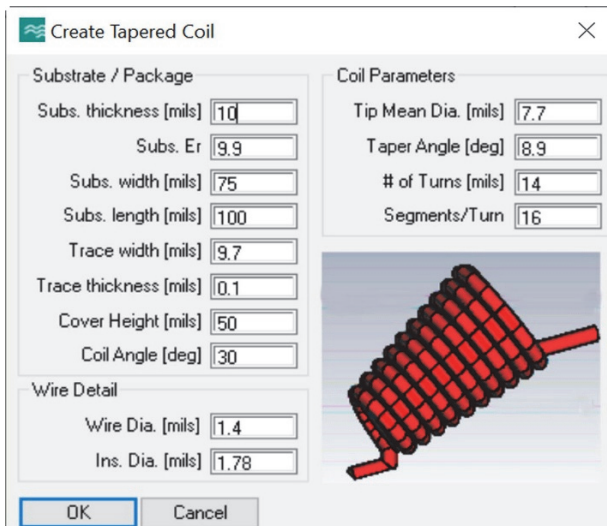 Create Tapered Coil
Substrate / Package
Subs. thickness [mils] 10
Subs. Er 9.9
Subs. width [mils] 75
Subs. length [mils] 100
Trace width [mils] 9.7
Trace thickness [mils] 0.1
Cover Height [mils] 50
Coil Angle [deg] 30
Wire Detail
Wire Dia. [mils] 1.4
Ins. Dia. [mils] 1.78
OK Cancel
Coil Parameters
Tip Mean Dia. [mils] 7.7
Taper Angle [deg] 8.9
# of Turns [mils] 14
Segments/Turn 16